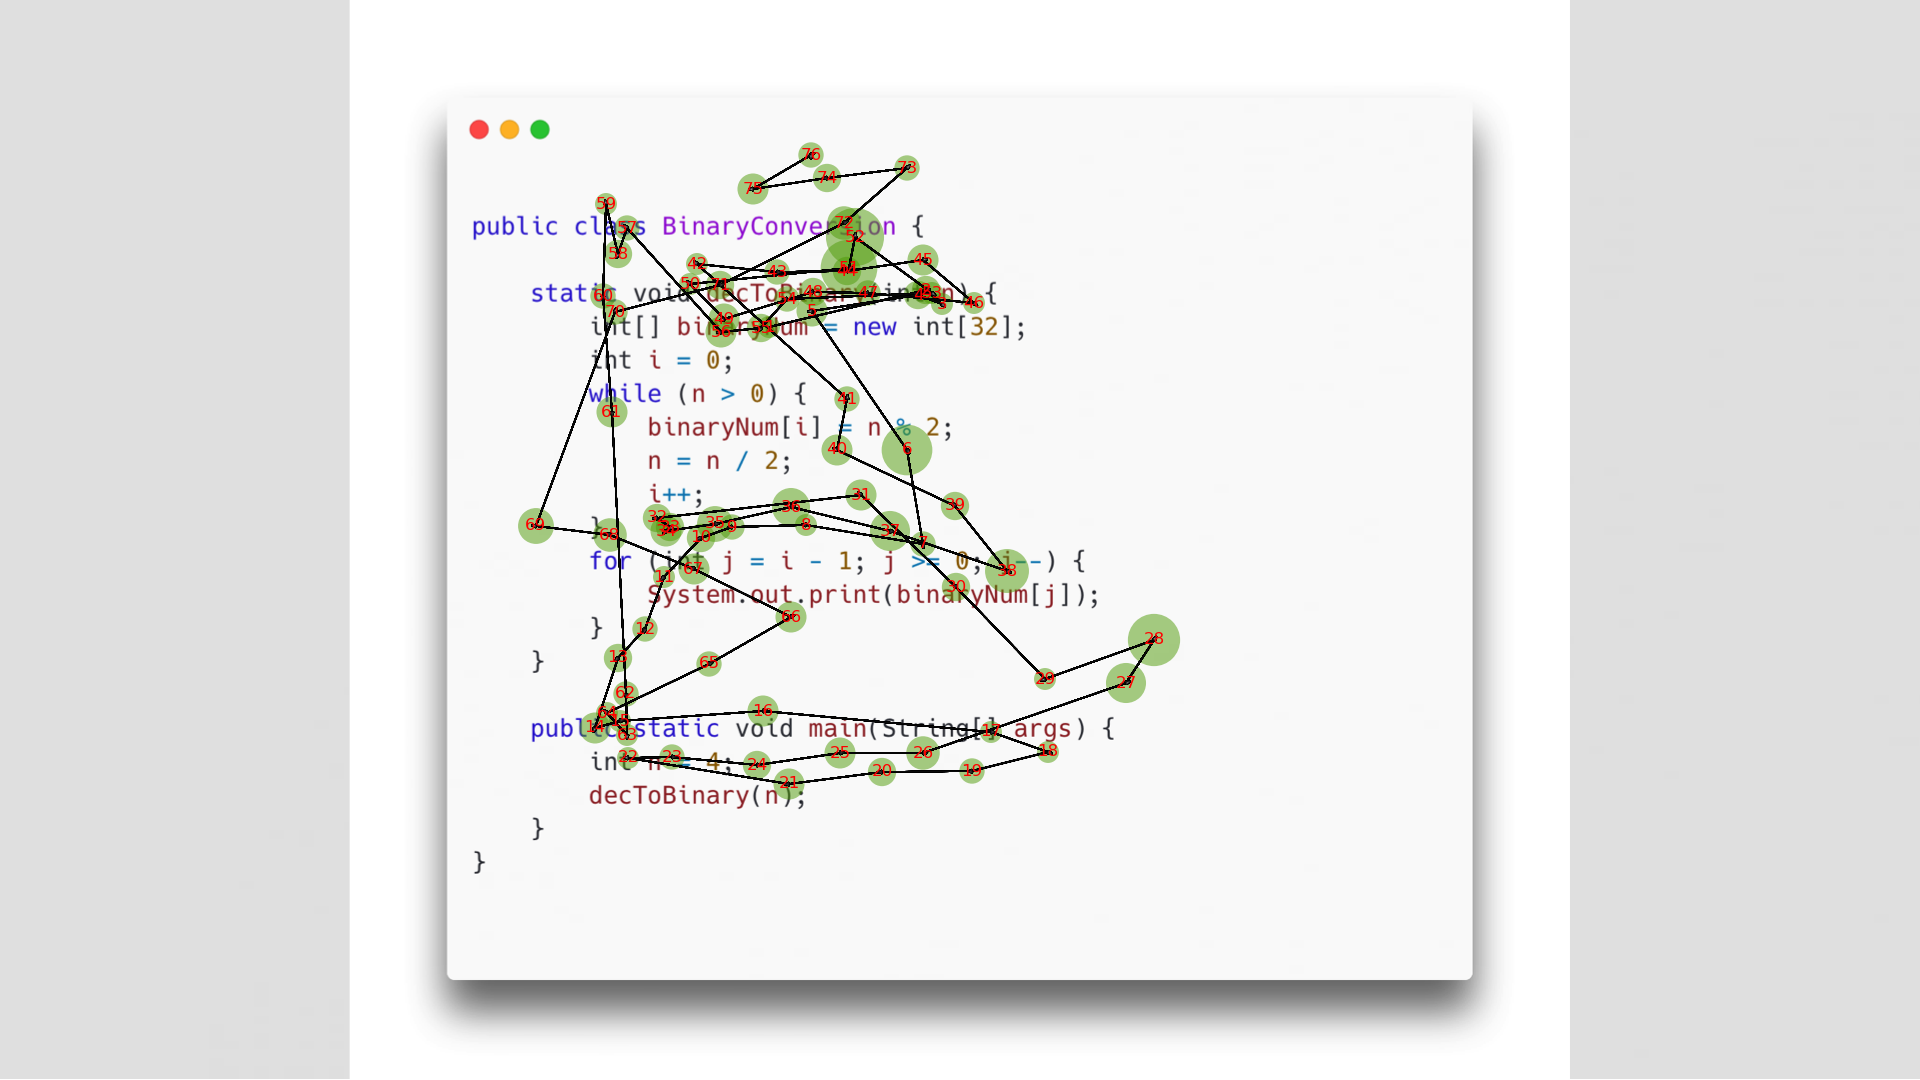 public class BinaryConversion {
static void decToBinary(int n) {
int[] binaryNum = new int[32];
int i = 0;
while (n > 0) {
binaryNum[i] = n % 2;
n = n / 2;
i++;
}
for (int j = i - 1; j >= 0; j--) {
System.out.print(binaryNum[j]);
}
}
public static void main(String[] args) {
int n = 4;
decToBinary(n);
}
}